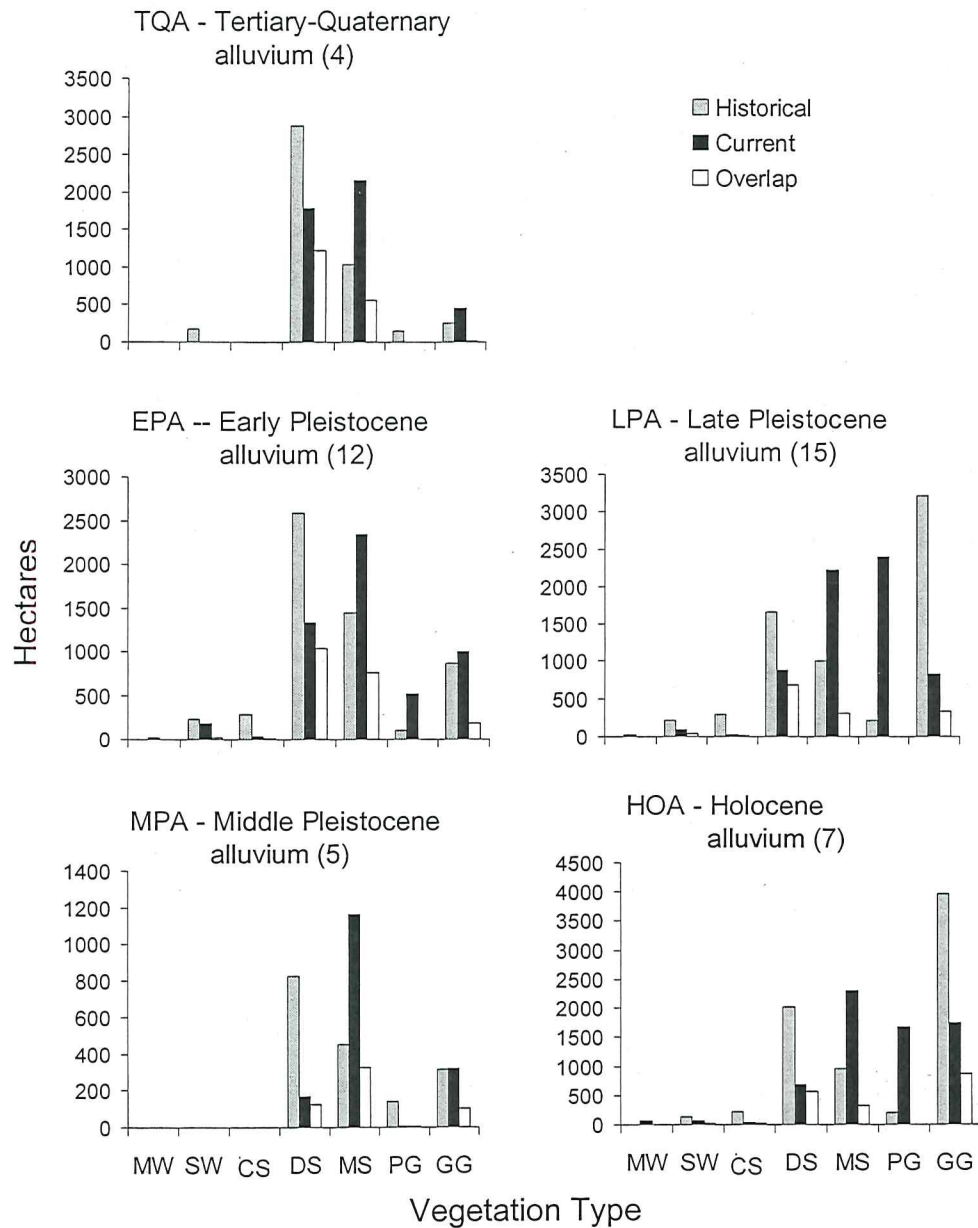 TQA - Tertiary-Quaternary
alluvium (4)
3500
3000
2500
2000
1500
1000
500
0
Historical
Current
Overlap
EPA -- Early Pleistocene
alluvium (12)
3000
2500
2000
1500
1000
500
0
LPA - Late Pleistocene
alluvium (15)
3500
3000
2500
2000
1500
1000
500
0
Hectares
MPA - Middle Pleistocene
alluvium (5)
1400
1200
1000
800
600
400
200
0
MW SW CS DS MS PG GG
HOA - Holocene
alluvium (7)
4500
4000
3500
3000
2500
2000
1500
1000
500
0
MW SW CS DS MS PG GG
Vegetation Type